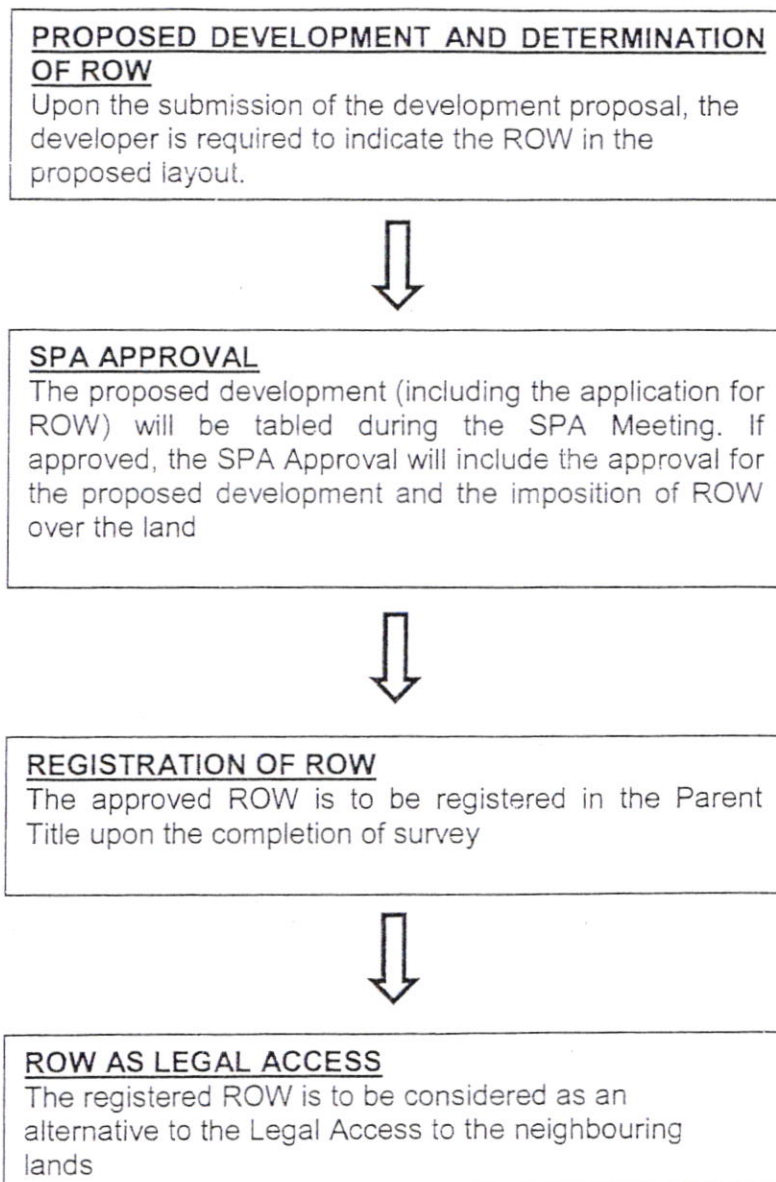 PROPOSED DEVELOPMENT AND DETERMINATION
OF ROW
Upon the submission of the development proposal, the
developer is required to indicate the ROW in the
proposed layout.
SPA APPROVAL
The proposed development (including the application for
ROW) will be tabled during the SPA Meeting. If
approved, the SPA Approval will include the approval for
the proposed development and the imposition of ROW
over the land
REGISTRATION OF ROW
The approved ROW is to be registered in the Parent
Title upon the completion of survey
ROW AS LEGAL ACCESS
The registered ROW is to be considered as an
alternative to the Legal Access to the neighbouring
lands